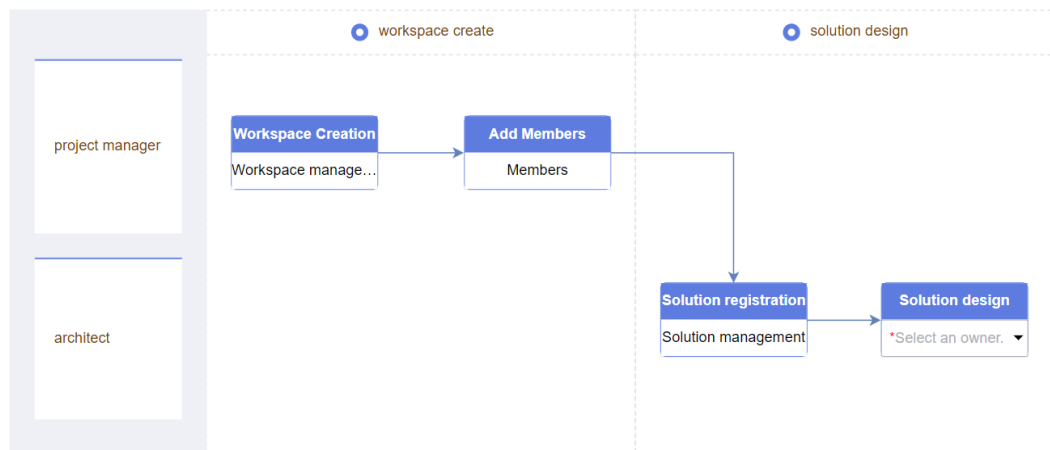 workspace create
solution design
project manager
Workspace Creation
Workspace manage…
Add Members
Members
architect
Solution registration
Solution management
Solution design
*Select an owner.